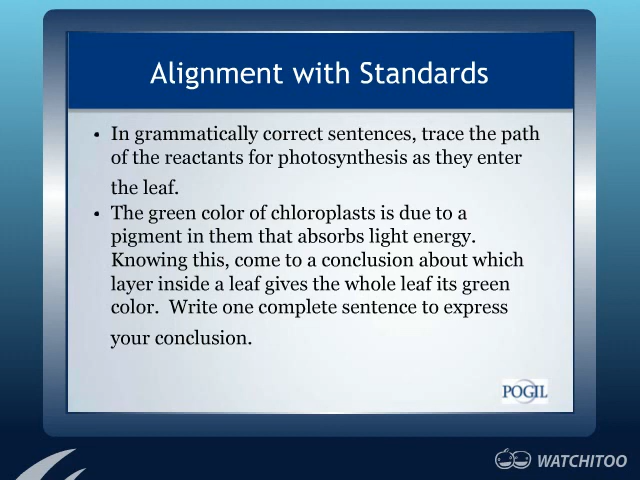 Alignment with Standards
• In grammatically correct sentences, trace the path
of the reactants for photosynthesis as they enter
the leaf.
• The green color of chloroplasts is due to a
pigment in them that absorbs light energy.
Knowing this, come to a conclusion about which
layer inside a leaf gives the whole leaf its green
color.  Write one complete sentence to express
your conclusion.
POGIL
WATCHITOO